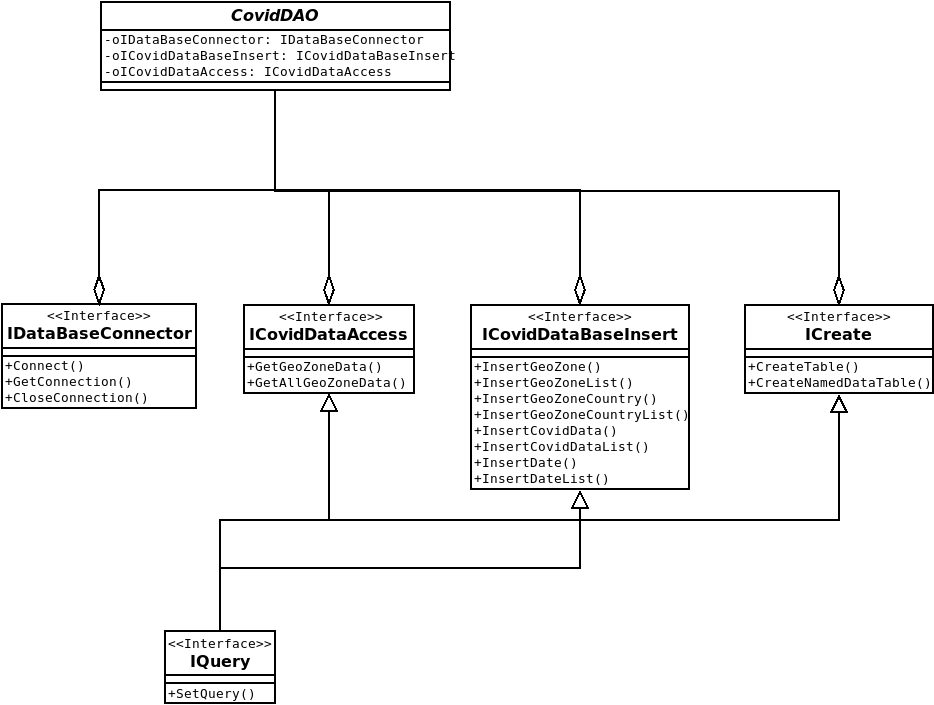 CovidDAO
-oIDataBaseConnector: IDataBaseConnector
-oICovidDataBaseInsert: ICovidDataBaseInsert
-oICovidDataAccess: ICovidDataAccess
<<Interface>>
IDataBaseConnector
+Connect()
+GetConnection()
+CloseConnection()
<<Interface>>
ICovidDataAccess
+GetGeoZoneData()
+GetAllGeoZoneData()
<<Interface>>
ICovidDataBaseInsert
+InsertGeoZone()
+InsertGeoZoneList()
+InsertGeoZoneCountry()
+InsertGeoZoneCountryList()
+InsertCovidData()
+InsertCovidDataList()
+InsertDate()
+InsertDateList()
<<Interface>>
ICreate
+CreateTable()
+CreateNamedDataTable()
<<Interface>>
IQuery
+SetQuery()